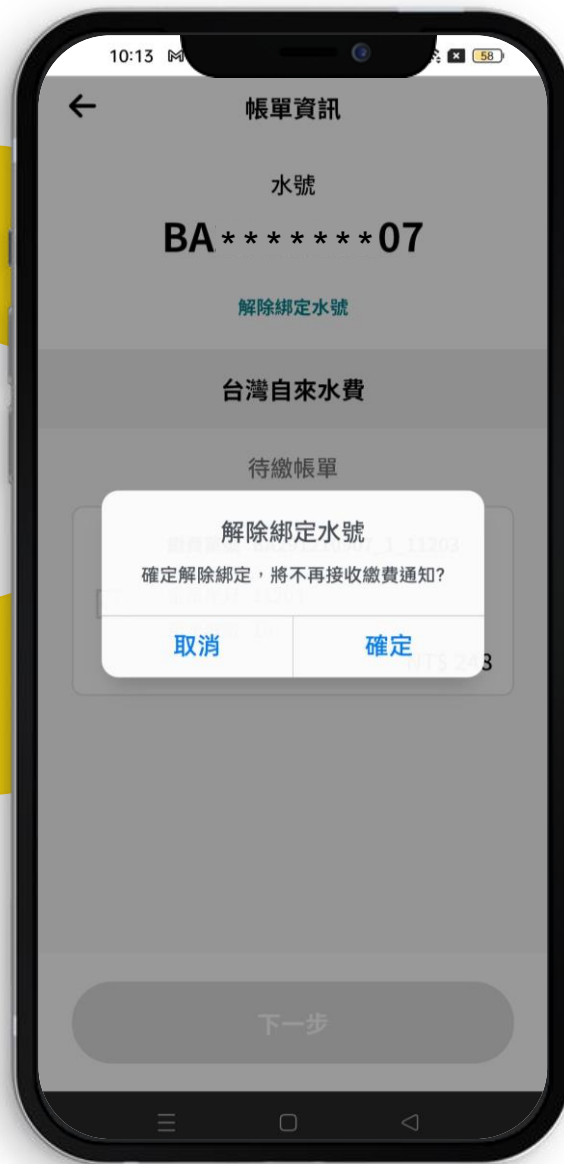 10:13
58
帳單資訊
水號
BA*******07
解除綁定水號
台灣自來水費
待繳帳單
解除綁定水號
確定解除綁定，將不再接收繳費通知?
取消
確定
NT$ 243
下一步